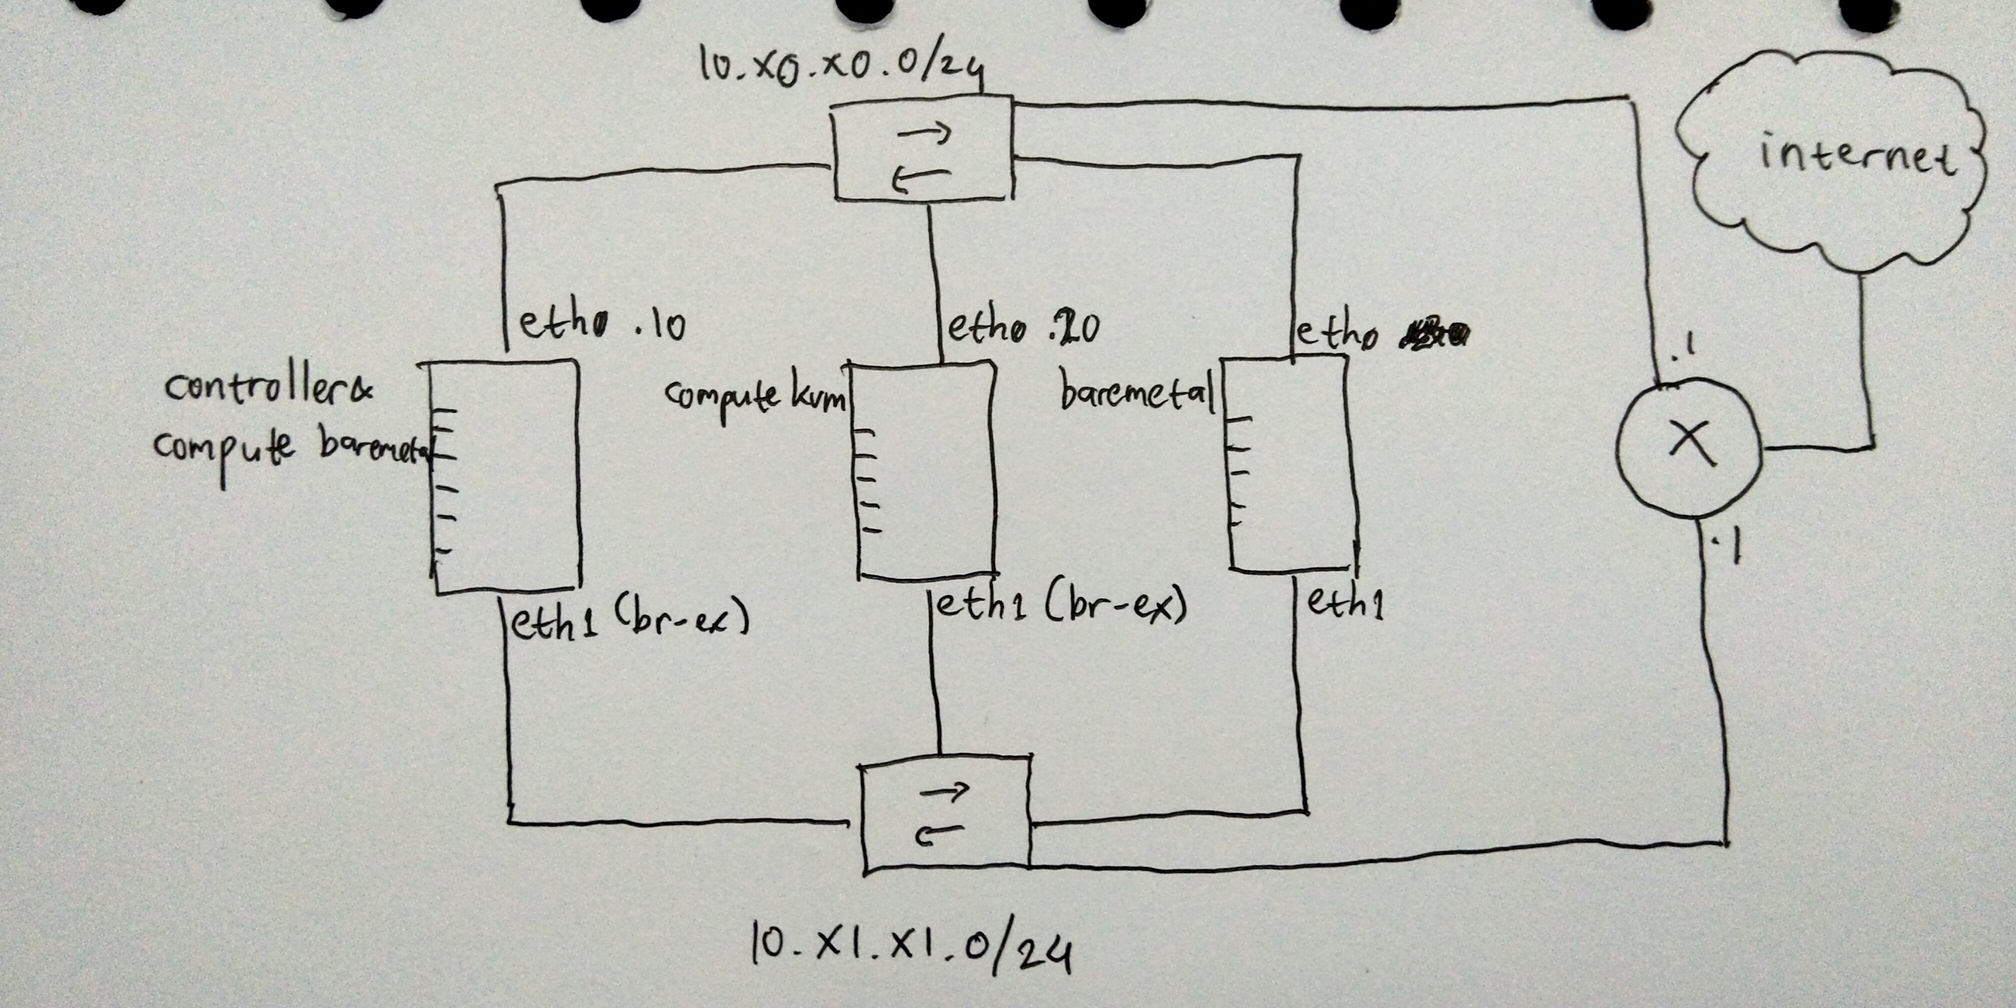 10.x0.x0.0/24
internet
eth0 .10
eth0 .20
eth0
.1
controller&
compute baremetal
compute kvm
baremetal
X
.1
eth1 (br-ex)
eth1 (br-ex)
eth1
10.x1.x1.0/24